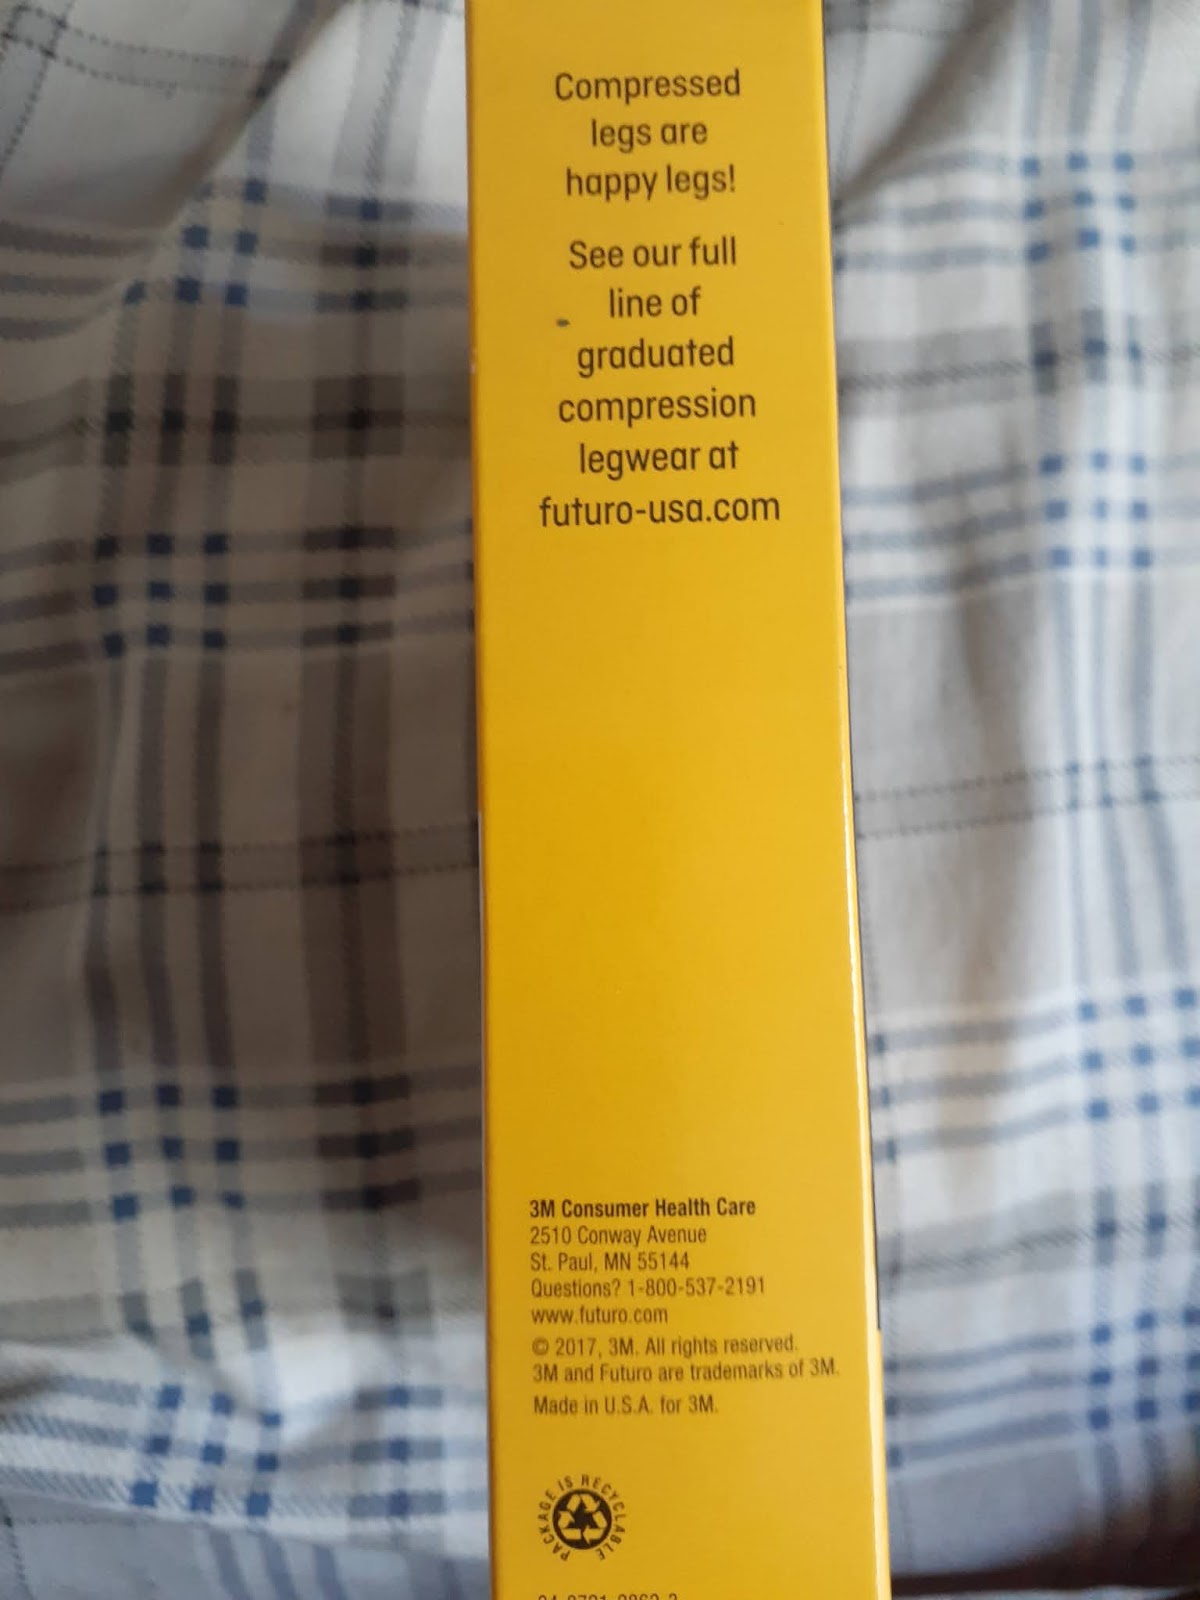 Compressed
legs are
happy legs!
See our full
line of
graduated
compression
legwear at
futuro-usa.com
3M Consumer Health Care
2510 Conway Avenue
St. Paul, MN 55144
Questions? 1-800-537-2191
www.futuro.com
© 2017, 3M. All rights reserved.
3M and Futuro are trademarks of 3M.
Made in U.S.A. for 3M.
PACKAGE IS RECYCLABLE